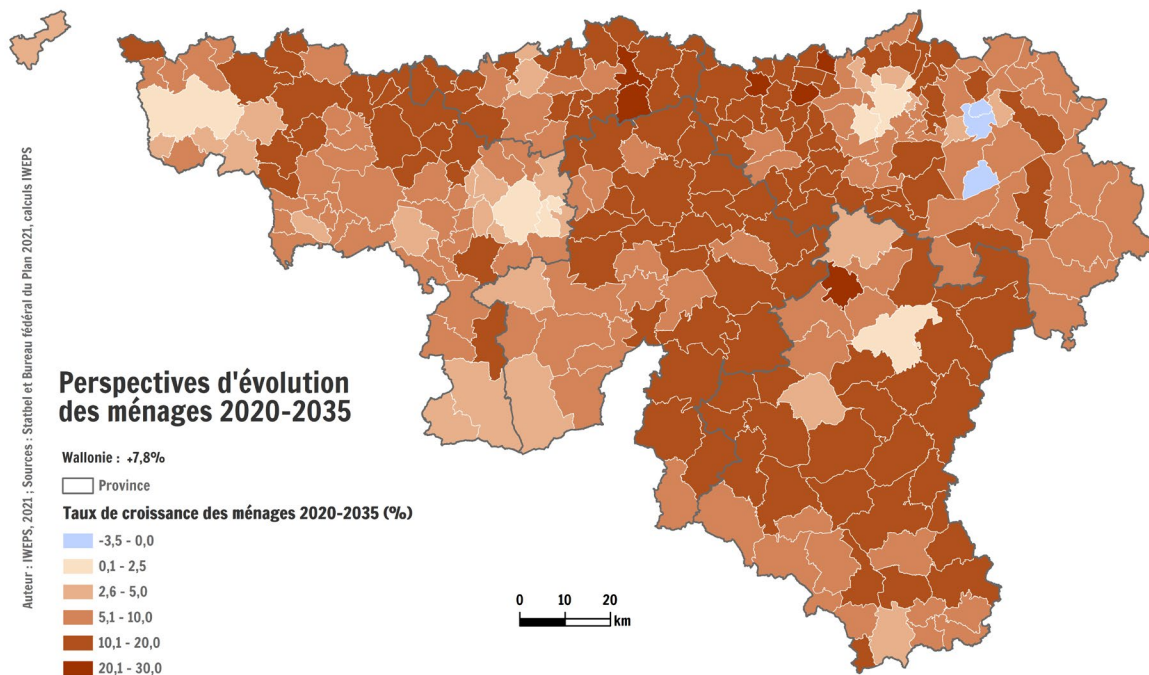 Auteur : IWEPS, 2021 ; Sources : Statbel et Bureau fédéral du Plan 2021, calculs IWEPS
Perspectives d'évolution
des ménages 2020-2035
Wallonie : +7,8%
Province
Taux de croissance des ménages 2020-2035 (%)
-3,5 - 0,0
0,1 - 2,5
2,6 - 5,0
5,1 - 10,0
10,1 - 20,0
20,1 - 30,0
0 10 20
km